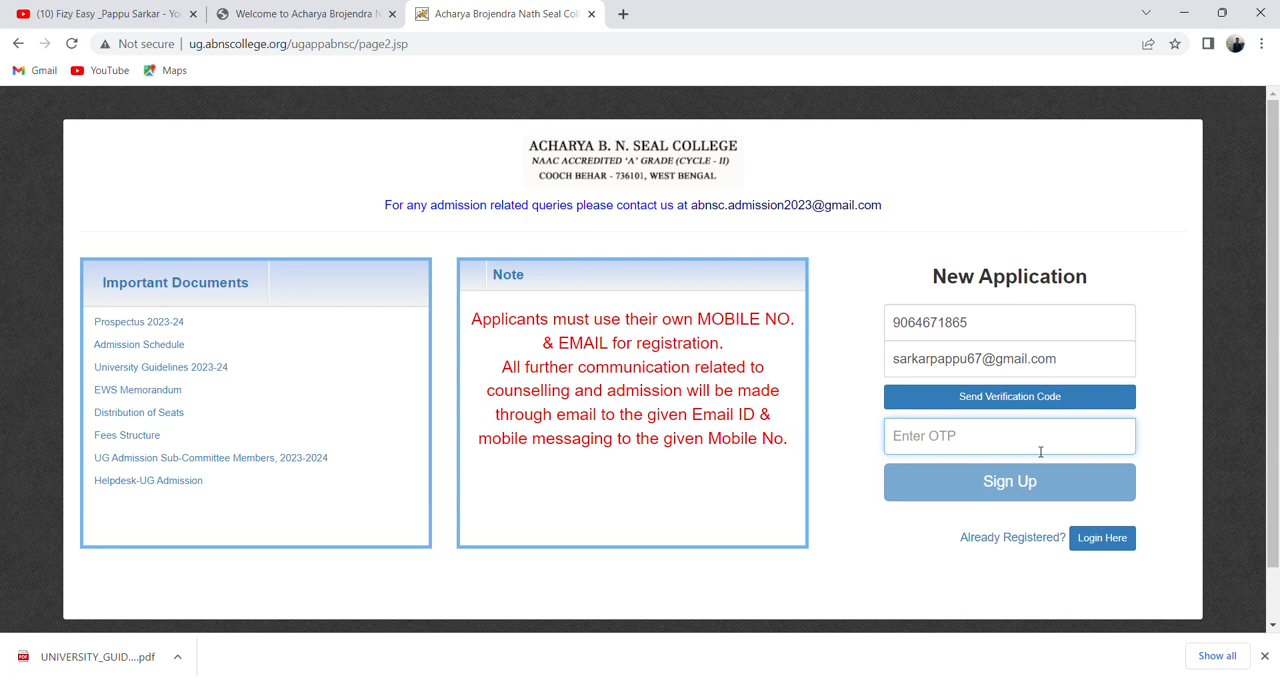 (10) Fizy Easy _Pappu Sarkar - Yo
Welcome to Acharya Brojendra N
Acharya Brojendra Nath Seal Col
Not secure
ug.abnscollege.org/ugappabnsc/page2.jsp
Gmail
YouTube
Maps
ACHARYA B. N. SEAL COLLEGE
NAAC ACCREDITED 'A' GRADE (CYCLE - II)
COOCH BEHAR - 736101, WEST BENGAL
For any admission related queries please contact us at abnsc.admission2023@gmail.com
Important Documents
Prospectus 2023-24
Admission Schedule
University Guidelines 2023-24
EWS Memorandum
Distribution of Seats
Fees Structure
UG Admission Sub-Committee Members, 2023-2024
Helpdesk-UG Admission
Note
Applicants must use their own MOBILE NO.
& EMAIL for registration.
All further communication related to
counselling and admission will be made
through email to the given Email ID &
mobile messaging to the given Mobile No.
New Application
9064671865
sarkarpappu67@gmail.com
Send Verification Code
Enter OTP
Sign Up
Already Registered?
Login Here
UNIVERSITY_GUID....pdf
Show all